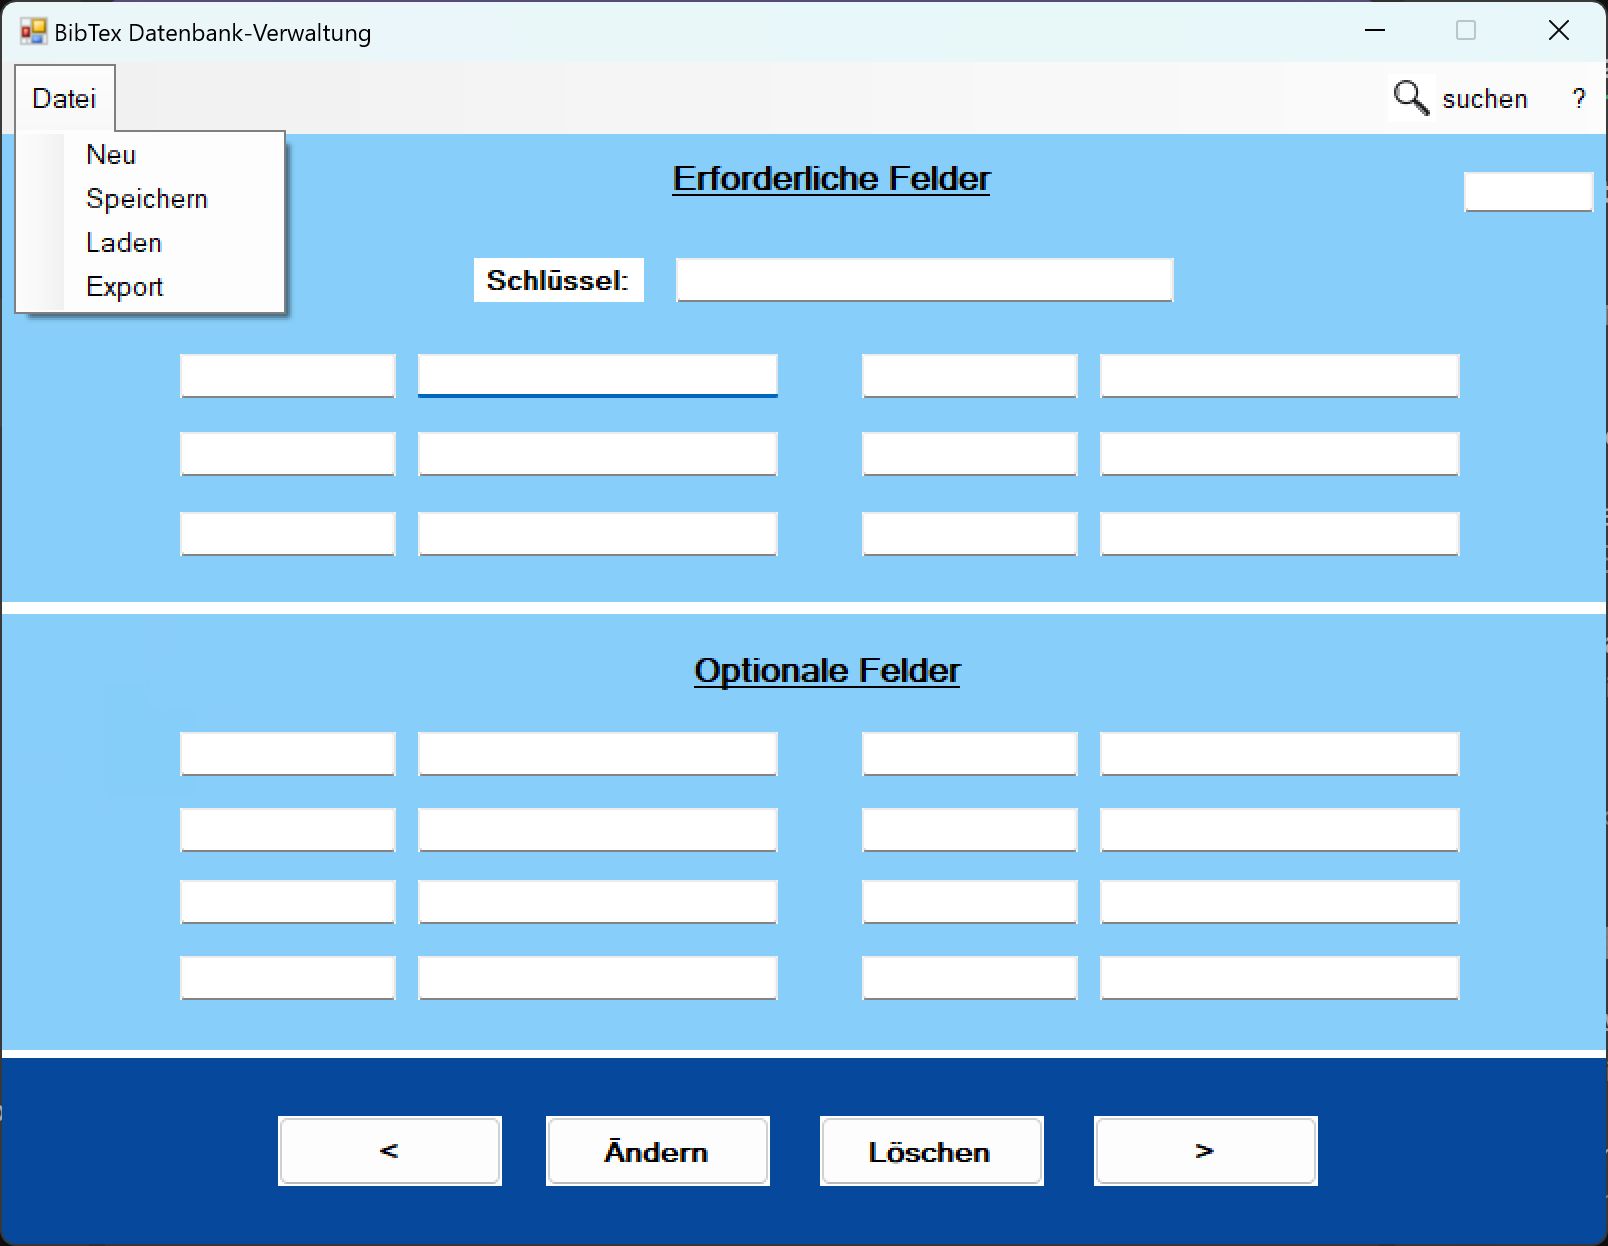 BibTex Datenbank-Verwaltung
Datei
suchen ?
Neu
Speichern
Laden
Export
Erforderliche Felder
Schlüssel:
Optionale Felder
<
Ändern
Löschen
>